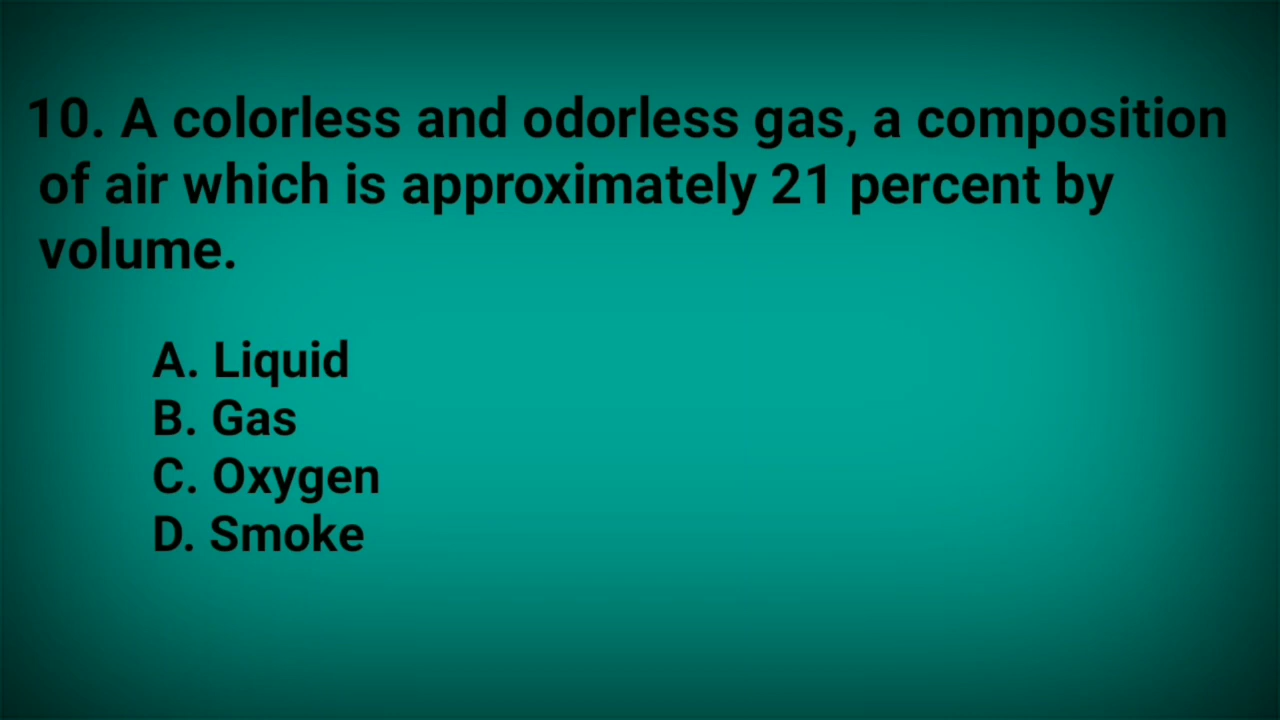 10. A colorless and odorless gas, a composition
of air which is approximately 21 percent by
volume.
A. Liquid
B. Gas
C. Oxygen
D. Smoke